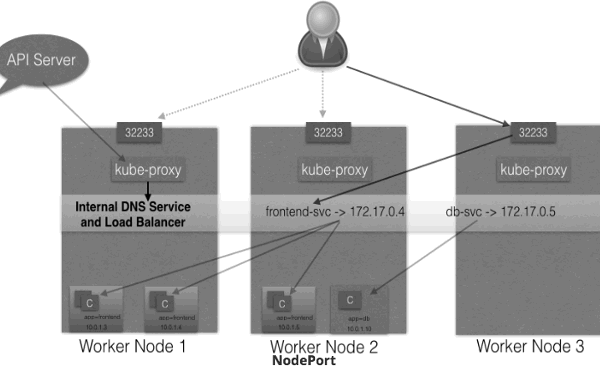 API Server
32233
32233
32233
kube-proxy
kube-proxy
kube-proxy
Internal DNS Service
and Load Balancer
frontend-svc -> 172.17.0.4
db-svc -> 172.17.0.5
C
C
C
C
app=frontend
10.0.1.3
app=frontend
10.0.1.4
app=frontend
10.0.1.5
app=db
10.0.1.10
Worker Node 1
Worker Node 2
Worker Node 3
NodePort